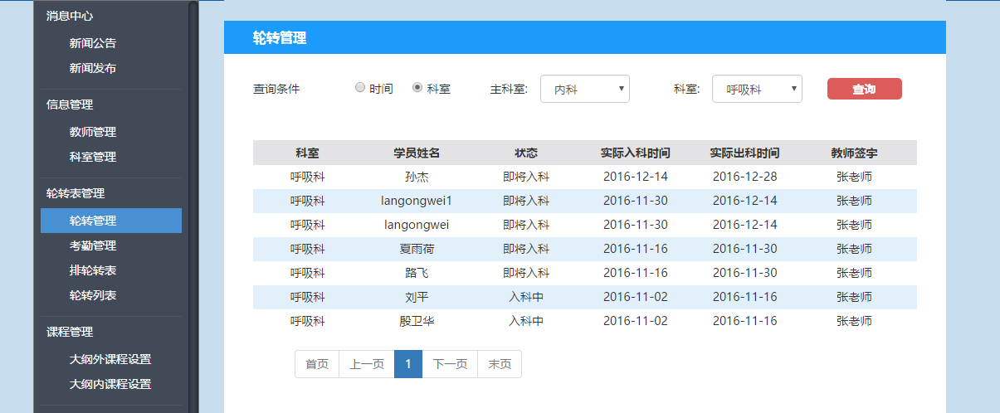 消息中心
新闻公告
新闻发布
信息管理
教师管理
科室管理
轮转表管理
轮转管理
考勤管理
排轮转表
轮转列表
课程管理
大纲外课程设置
大纲内课程设置
轮转管理
查询条件 时间 科室 主科室: 内科 科室: 呼吸科 查询
科室 学员姓名 状态 实际入科时间 实际出科时间 教师签字
呼吸科 孙杰 即将入科 2016-12-14 2016-12-28 张老师
呼吸科 langongwei1 即将入科 2016-11-30 2016-12-14 张老师
呼吸科 langongwei 即将入科 2016-11-30 2016-12-14 张老师
呼吸科 夏雨荷 即将入科 2016-11-16 2016-11-30 张老师
呼吸科 路飞 即将入科 2016-11-16 2016-11-30 张老师
呼吸科 刘平 入科中 2016-11-02 2016-11-16 张老师
呼吸科 殷卫华 入科中 2016-11-02 2016-11-16 张老师
首页 上一页 1 下一页 末页